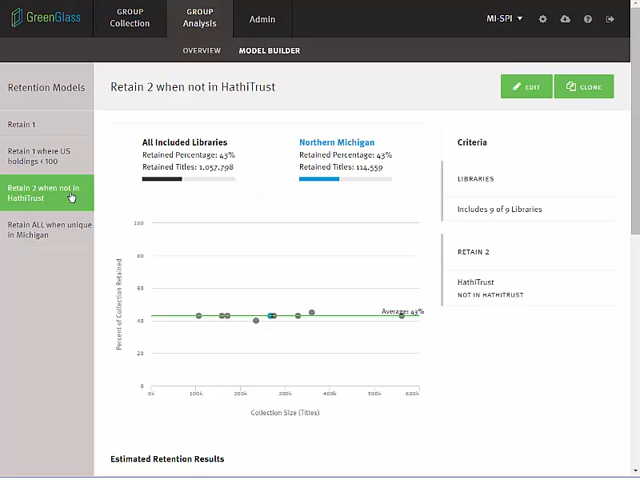 GreenGlass
GROUP
Collection
GROUP
Analysis
Admin
MI-SPI
OVERVIEW
MODEL BUILDER
Retention Models
Retain 2 when not in HathiTrust
EDIT
CLONE
Retain 1
Retain 1 where US
holdings < 100
Retain 2 when not in
HathiTrust
Retain ALL when unique
in Michigan
All Included Libraries
Retained Percentage: 43%
Retained Titles: 1,057,798
Northern Michigan
Retained Percentage: 43%
Retained Titles: 114,559
Criteria
LIBRARIES
Includes 9 of 9 Libraries
RETAIN 2
HathiTrust
NOT IN HATHITRUST
Percent of Collection Retained
100
80
60
40
20
0
Average: 43%
0k
100k
200k
300k
400k
500k
600k
Collection Size (Titles)
Estimated Retention Results